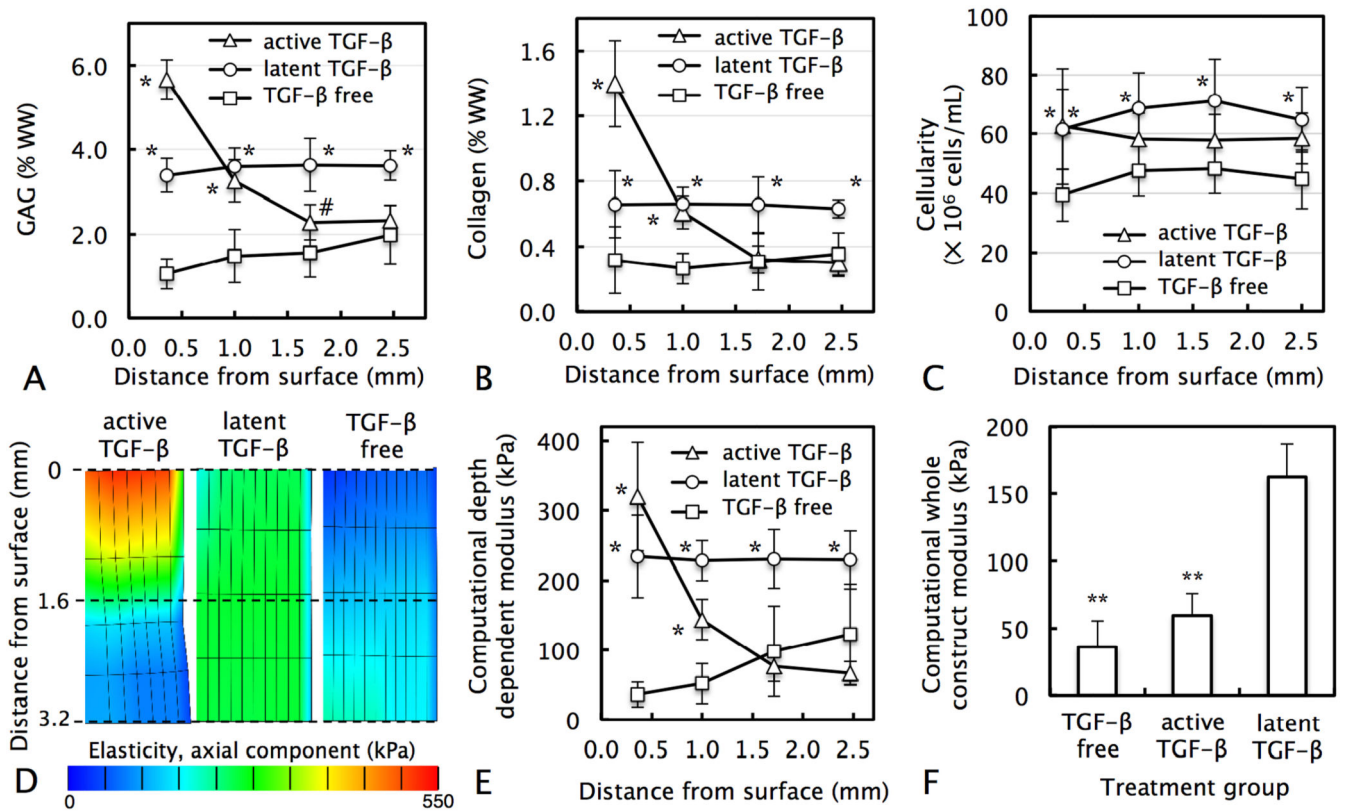 active TGF-β
latent TGF-β
TGF-β free
6.0
4.0
2.0
0.0
GAG (% WW)
*
*
*
*
*
*
#
0.0 0.5 1.0 1.5 2.0 2.5
Distance from surface (mm)
A
active TGF-β
latent TGF-β
TGF-β free
1.6
1.2
0.8
0.4
0.0
Collagen (% WW)
*
*
*
*
*
*
0.0 0.5 1.0 1.5 2.0 2.5
Distance from surface (mm)
B
100
80
60
40
20
0
Cellularity
(× 10⁶ cells/mL)
*
*
*
*
*
active TGF-β
latent TGF-β
TGF-β free
0.0 0.5 1.0 1.5 2.0 2.5
Distance from surface (mm)
C
active
TGF-β
latent
TGF-β
TGF-β
free
0
1.6
3.2
Distance from surface (mm)
Elasticity, axial component (kPa)
0
550
D
active TGF-β
latent TGF-β
TGF-β free
400
300
200
100
0
Computational depth
dependent modulus (kPa)
*
*
*
*
*
*
0.0 0.5 1.0 1.5 2.0 2.5
Distance from surface (mm)
E
200
150
100
50
0
Computational whole
construct modulus (kPa)
**
**
TGF-β
free
active
TGF-β
latent
TGF-β
Treatment group
F